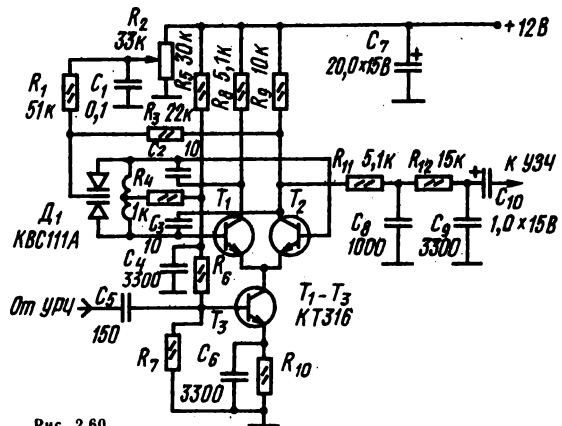 R2
33к
+12В
R1
51к
C1
0,1
R5 30к
R8 5,1к
R9 10к
C7
20,0×15В
+
R3 22к
C2 10
R11 5,1к
R12 15к
+
К УЗЧ
C10
1,0×15В
R4
1к
Д1
КВС111А
C3
10
T1
T2
C8
1000
C9
3300
C4
3300
R6
T1-T3
КТ316
От УРЧ
C5
150
T3
R7
C6
3300
R10
Рис. 2.60